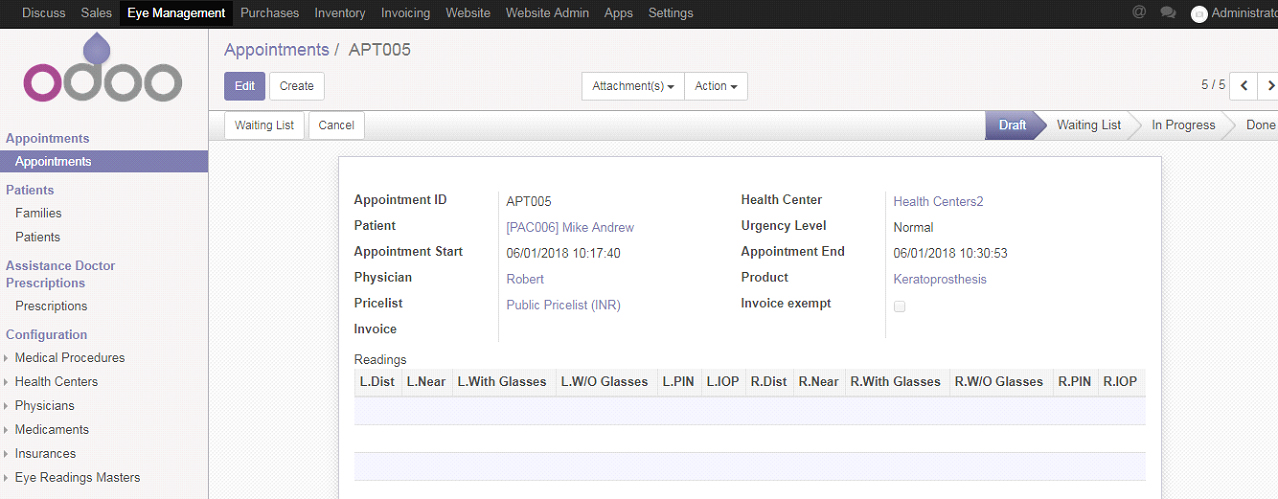 Discuss Sales Eye Management Purchases Inventory Invoicing Website Website Admin Apps Settings @ Administrato
odoo
Appointments / APT005
Edit Create Attachment(s) Action 5 / 5
Waiting List Cancel Draft Waiting List In Progress Done
Appointments
Appointments
Patients
Families
Patients
Assistance Doctor
Prescriptions
Prescriptions
Configuration
Medical Procedures
Health Centers
Physicians
Medicaments
Insurances
Eye Readings Masters
Appointment ID APT005 Health Center Health Centers2
Patient [PAC006] Mike Andrew Urgency Level Normal
Appointment Start 06/01/2018 10:17:40 Appointment End 06/01/2018 10:30:53
Physician Robert Product Keratoprosthesis
Pricelist Public Pricelist (INR) Invoice exempt
Invoice
Readings
L.Dist L.Near L.With Glasses L.W/O Glasses L.PIN L.IOP R.Dist R.Near R.With Glasses R.W/O Glasses R.PIN R.IOP